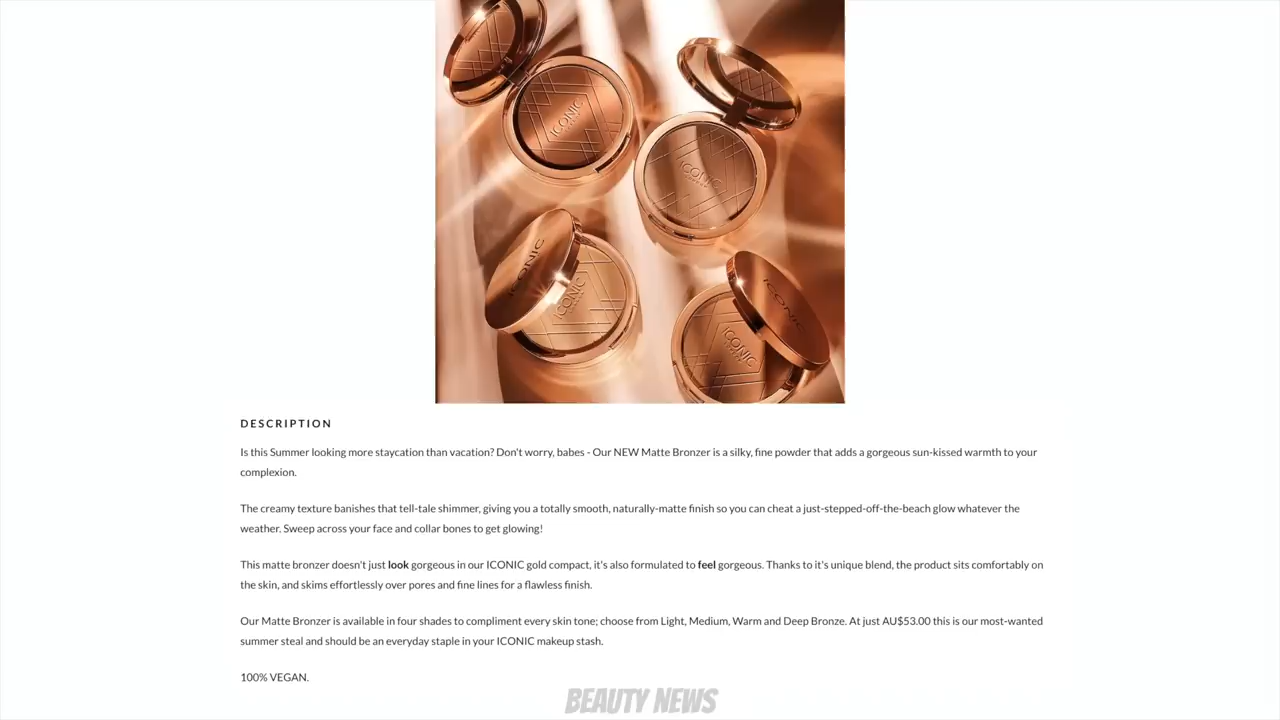 ICONIC
ICONIC
ICONIC
ICONIC
ICONIC
ICONIC
DESCRIPTION
Is this Summer looking more staycation than vacation? Don't worry, babes - Our NEW Matte Bronzer is a silky, fine powder that adds a gorgeous sun-kissed warmth to your
complexion.
The creamy texture banishes that tell-tale shimmer, giving you a totally smooth, naturally-matte finish so you can cheat a just-stepped-off-the-beach glow whatever the
weather. Sweep across your face and collar bones to get glowing!
This matte bronzer doesn't just look gorgeous in our ICONIC gold compact, it's also formulated to feel gorgeous. Thanks to it's unique blend, the product sits comfortably on
the skin, and skims effortlessly over pores and fine lines for a flawless finish.
Our Matte Bronzer is available in four shades to compliment every skin tone; choose from Light, Medium, Warm and Deep Bronze. At just AU$53.00 this is our most-wanted
summer steal and should be an everyday staple in your ICONIC makeup stash.
100% VEGAN.
BEAUTY NEWS